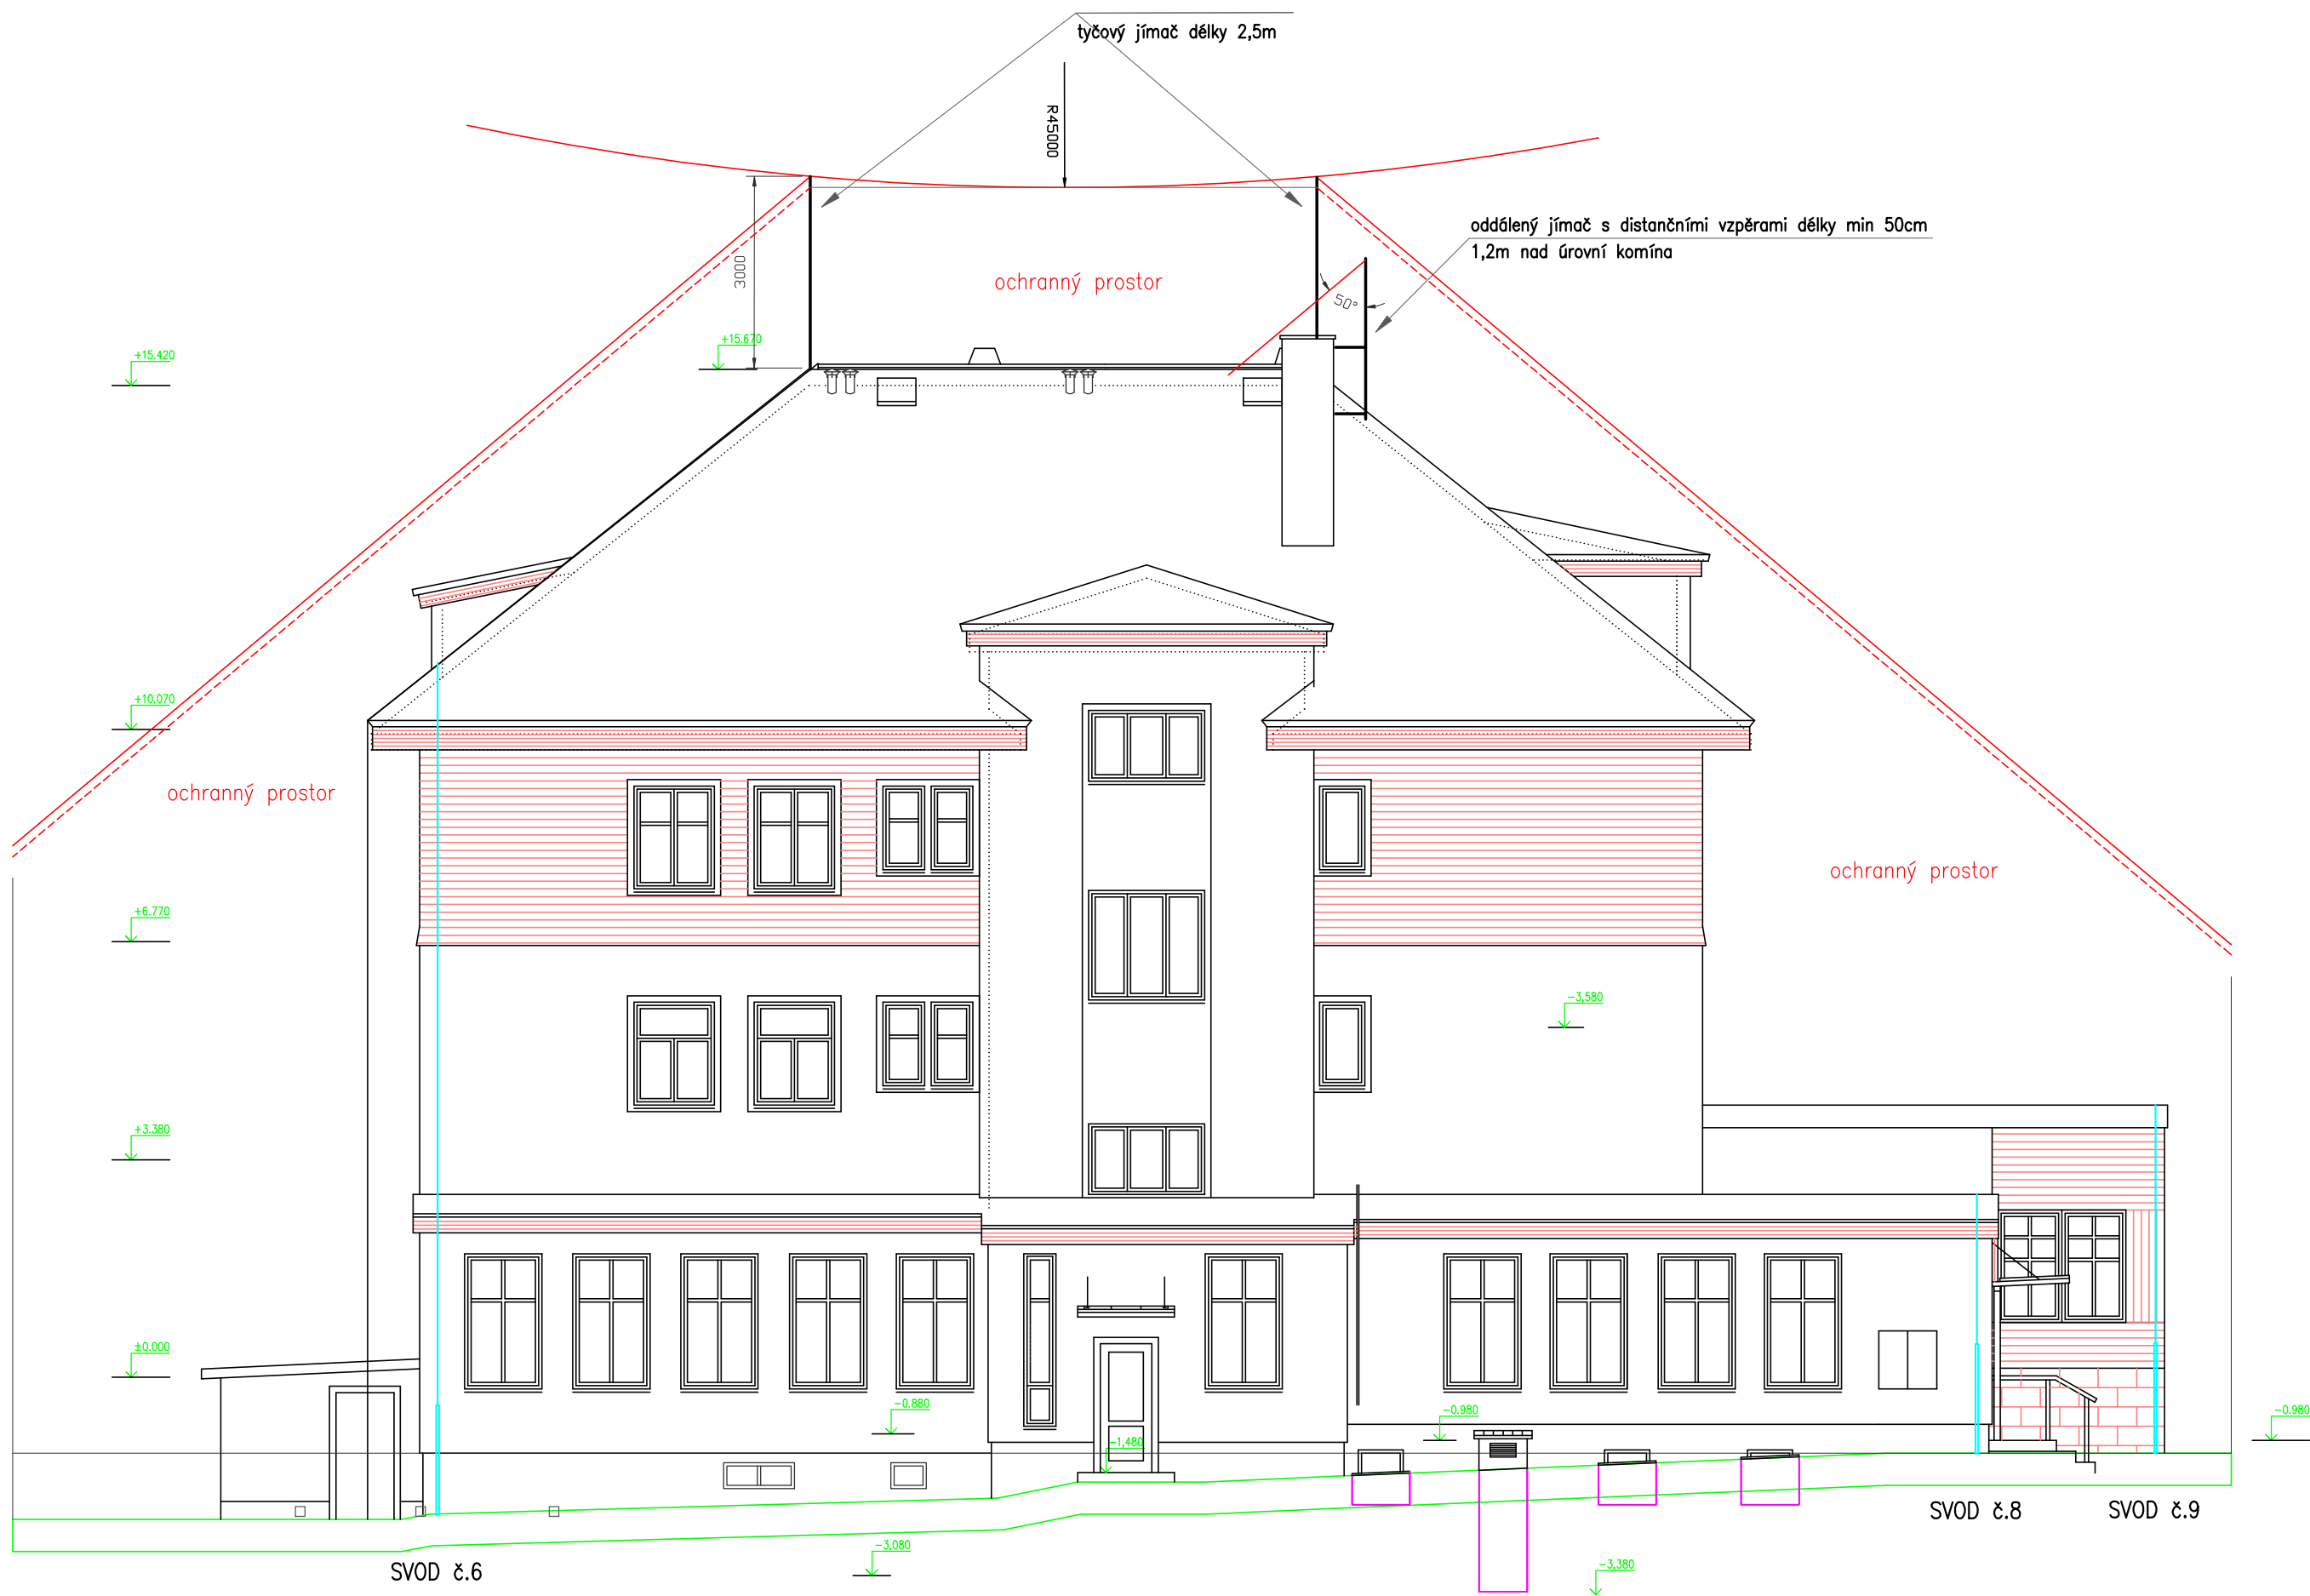 tyčový jímač délky 2,5m
R45000
oddálený jímač s distančními vzpěrami délky min 50cm
1,2m nad úrovní komína
3000
ochranný prostor
50°
+15.670
+15.420
+10.070
ochranný prostor
ochranný prostor
+6.770
-3,580
+3.380
±0.000
-0.880
-0.980
-0.980
-1,480
SVOD č.8
SVOD č.9
-3,080
SVOD č.6
-3,380